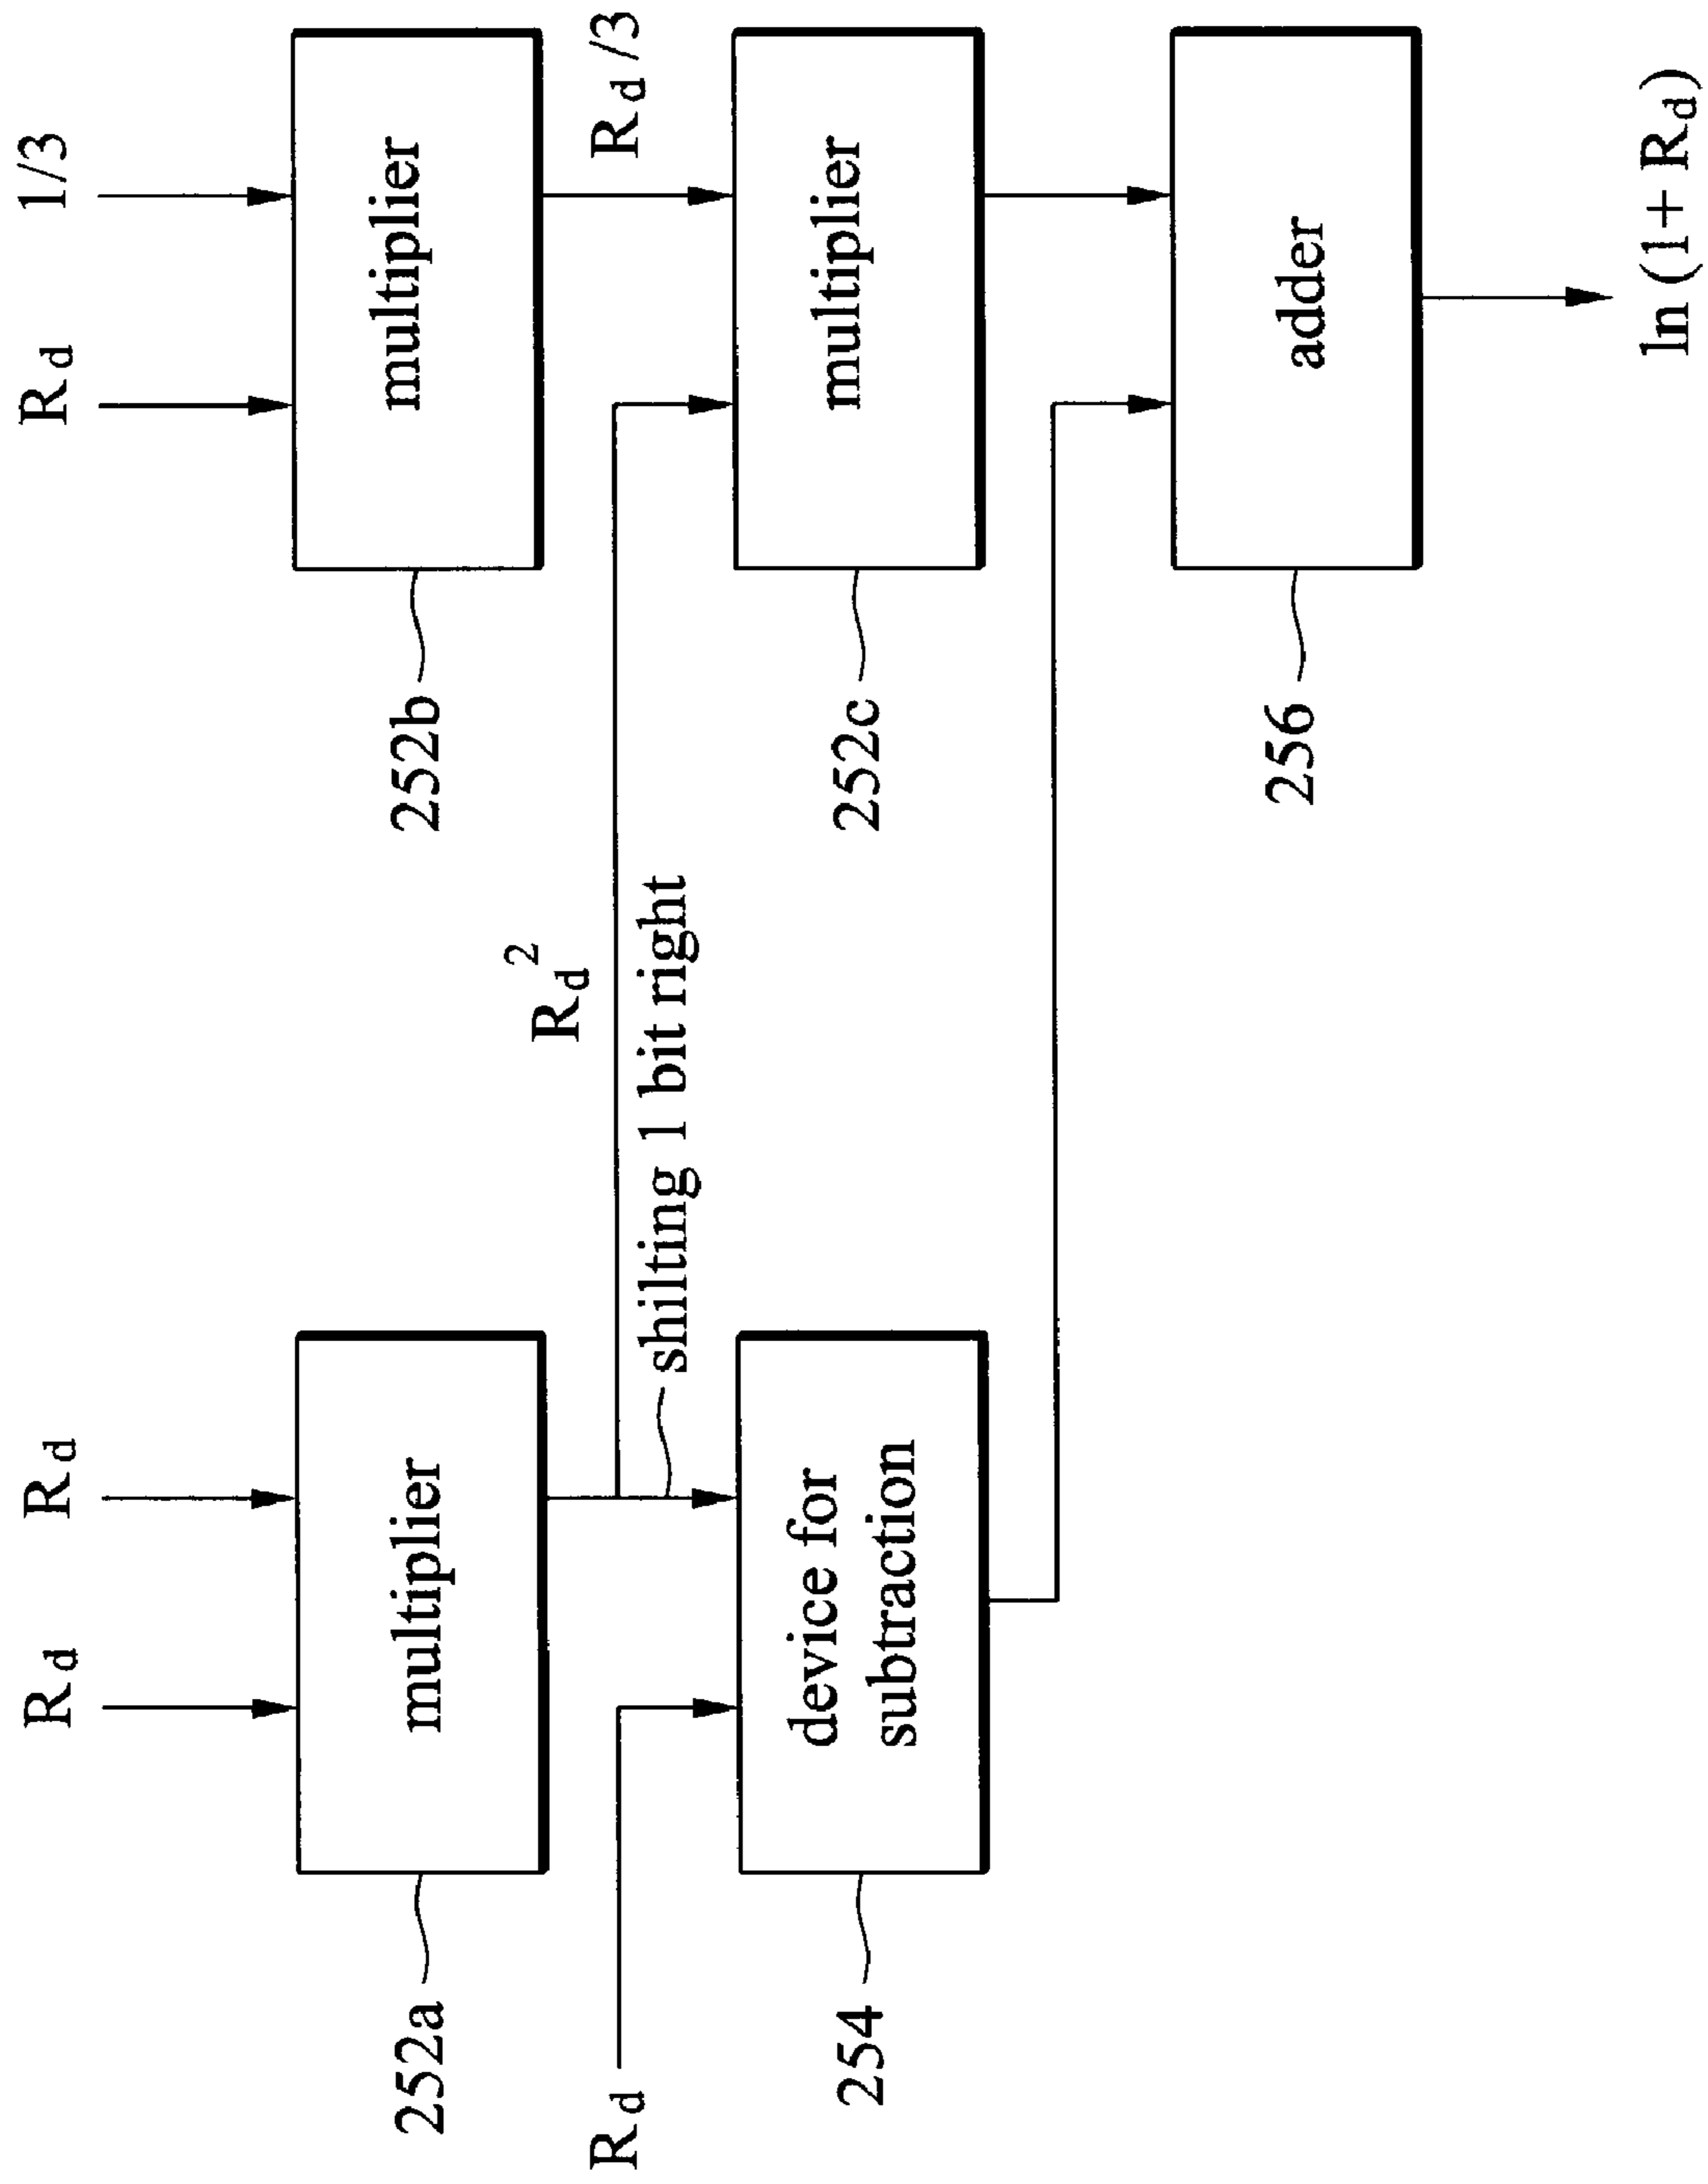 R d
R d
R d
1/3
multiplier
252a
multiplier
252b
R d
R d 2
shilting 1 bit right
R d /3
device for
subtraction
254
multiplier
252c
adder
256
ln (1+ R d)